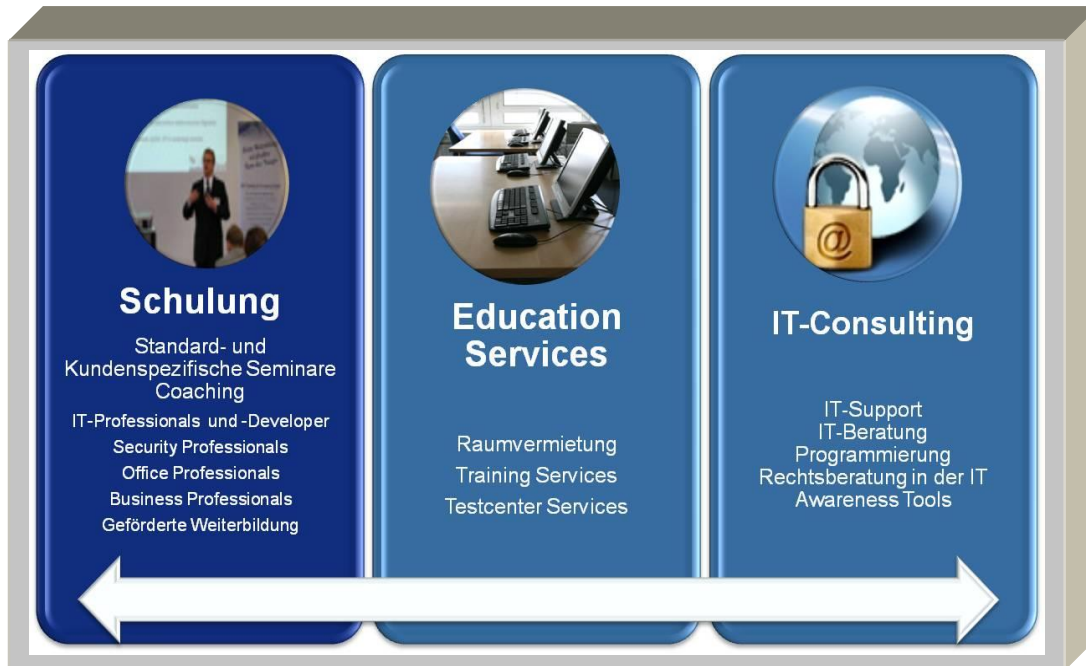 Schulung
Standard- und
Kundenspezifische Seminare
Coaching
IT-Professionals und -Developer
Security Professionals
Office Professionals
Business Professionals
Geförderte Weiterbildung
Education
Services
Raumvermietung
Training Services
Testcenter Services
@
IT-Consulting
IT-Support
IT-Beratung
Programmierung
Rechtsberatung in der IT
Awareness Tools